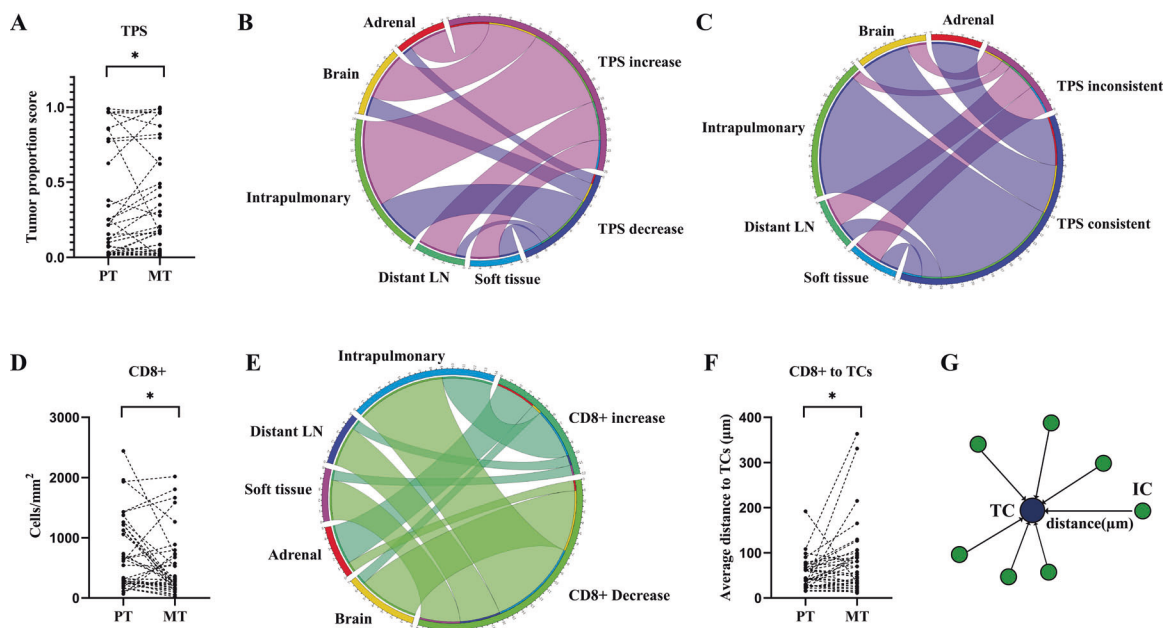 A
TPS
*
Tumor proportion score
1.0
0.5
0.0
PT
MT
B
Adrenal
Brain
TPS increase
Intrapulmonary
TPS decrease
Distant LN
Soft tissue
C
Adrenal
Brain
TPS inconsistent
Intrapulmonary
TPS consistent
Distant LN
Soft tissue
D
CD8+
*
Cells/mm²
3000
2000
1000
0
PT
MT
E
Intrapulmonary
CD8+ increase
Distant LN
Soft tissue
Adrenal
CD8+ Decrease
Brain
F
CD8+ to TCs
*
Average distance to TCs (μm)
400
300
200
100
0
PT
MT
G
IC
TC
distance(μm)